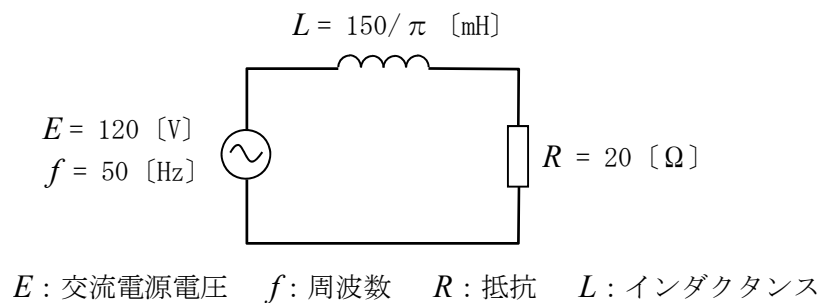 L = 150/π 〔mH〕
E = 120 〔V〕
f = 50 〔Hz〕
R = 20 〔Ω〕
E：交流電源電圧　f：周波数　R：抵抗　L：インダクタンス